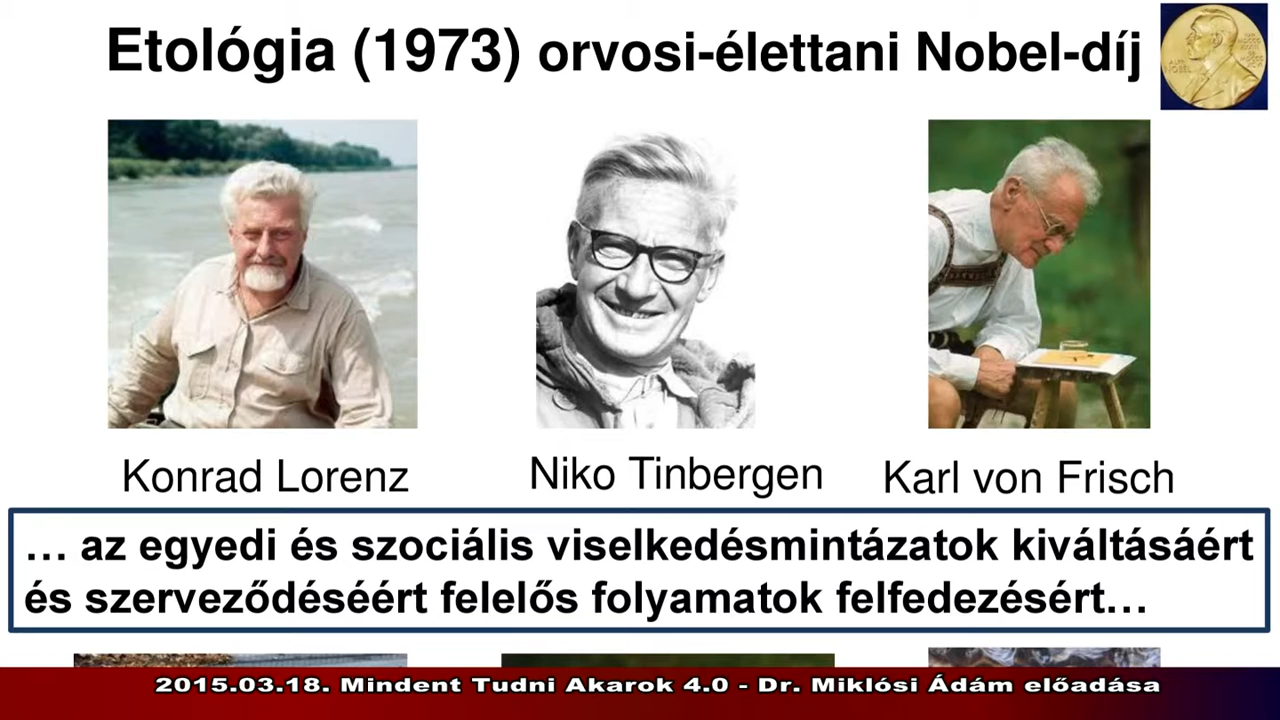 Etológia (1973) orvosi-élettani Nobel-díj
Konrad Lorenz
Niko Tinbergen
Karl von Frisch
… az egyedi és szociális viselkedésmintázatok kiváltásáért
és szerveződéséért felelős folyamatok felfedezésért…
2015.03.18. Mindent Tudni Akarok 4.0 - Dr. Miklósi Ádám előadása